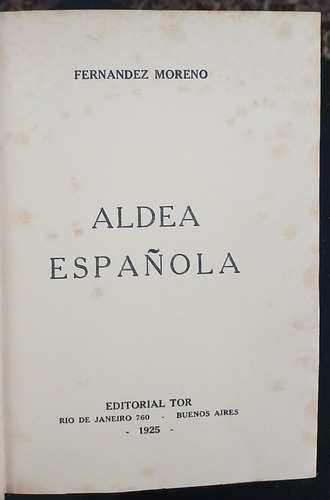 FERNANDEZ MORENO
ALDEA
ESPAÑOLA
EDITORIAL TOR
RIO DE JANEIRO 760 - BUENOS AIRES
- 1925 -